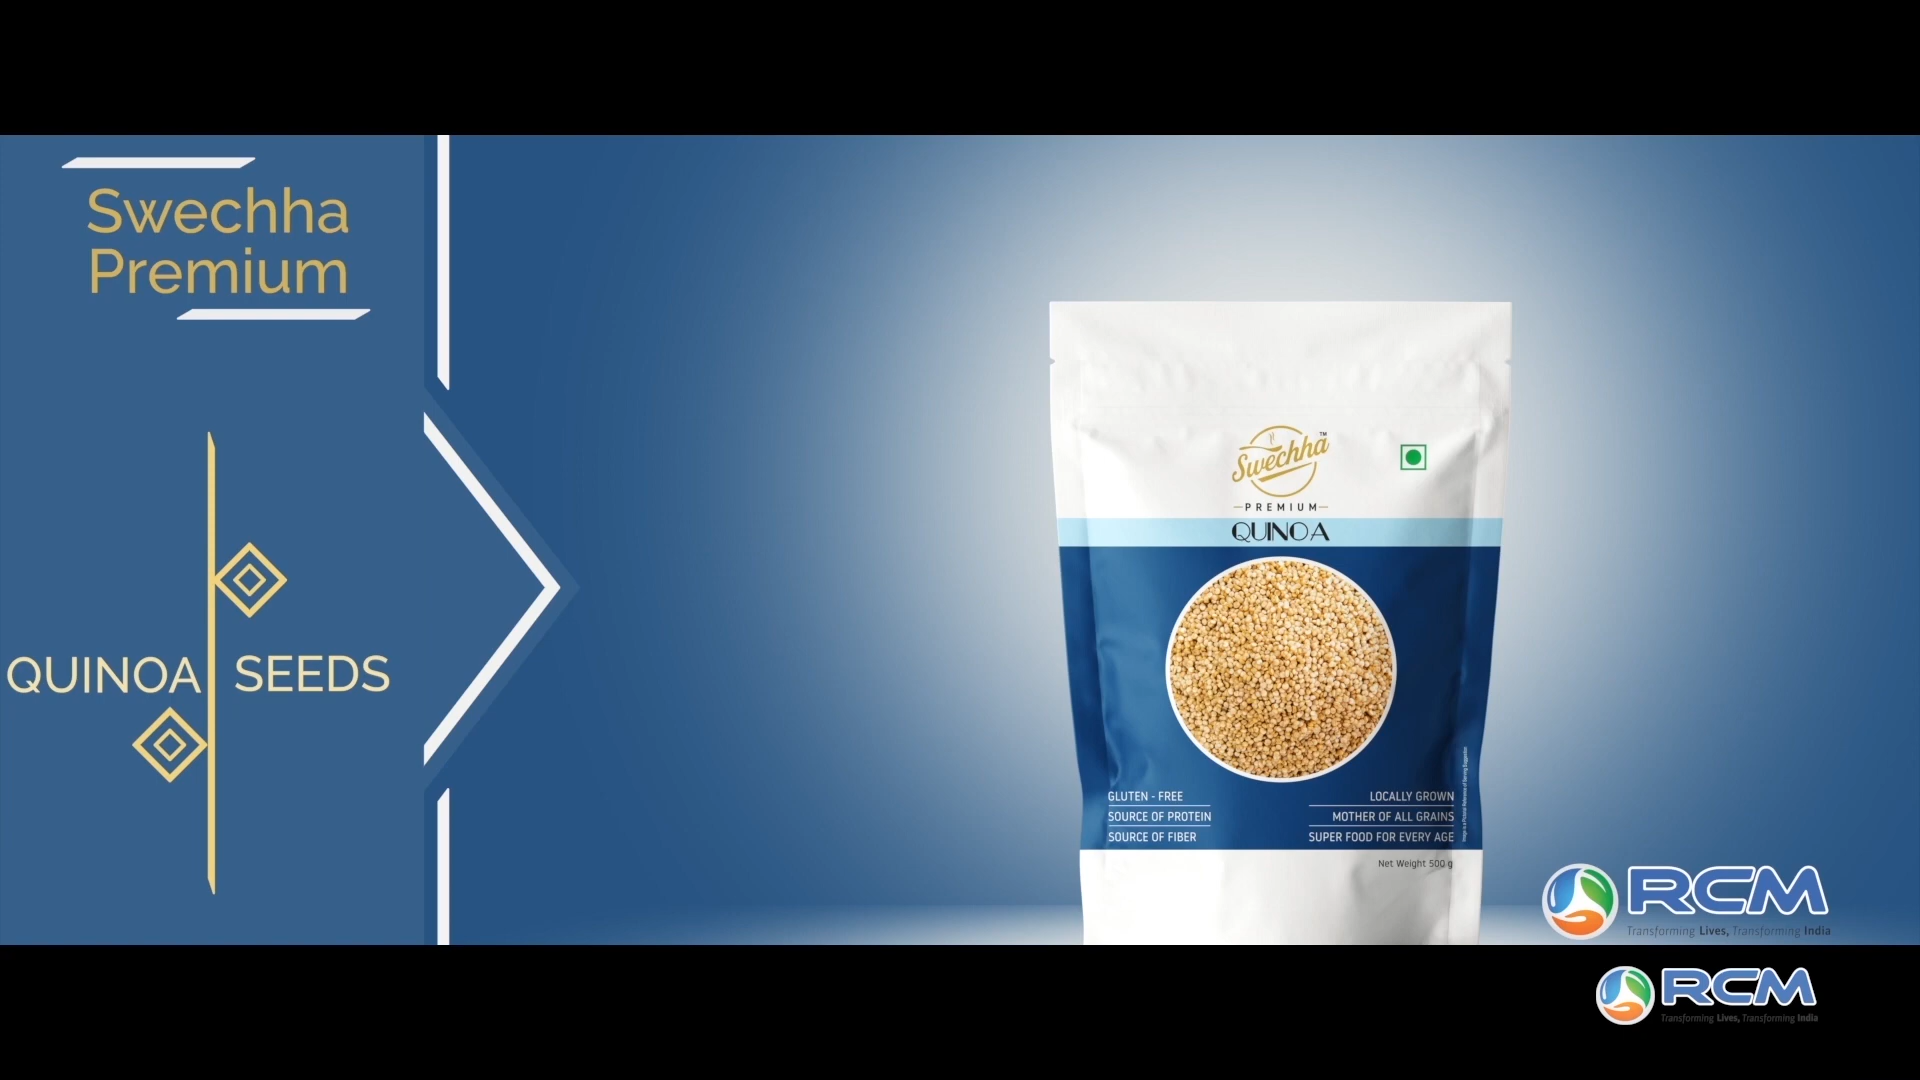 Swechha
Premium
QUINOA SEEDS
Swechha™
PREMIUM
QUINOA
GLUTEN - FREE
SOURCE OF PROTEIN
SOURCE OF FIBER
LOCALLY GROWN
MOTHER OF ALL GRAINS
SUPER FOOD FOR EVERY AGE
Net Weight 500 g
RCM
Transforming Lives, Transforming India
RCM
Transforming Lives, Transforming India